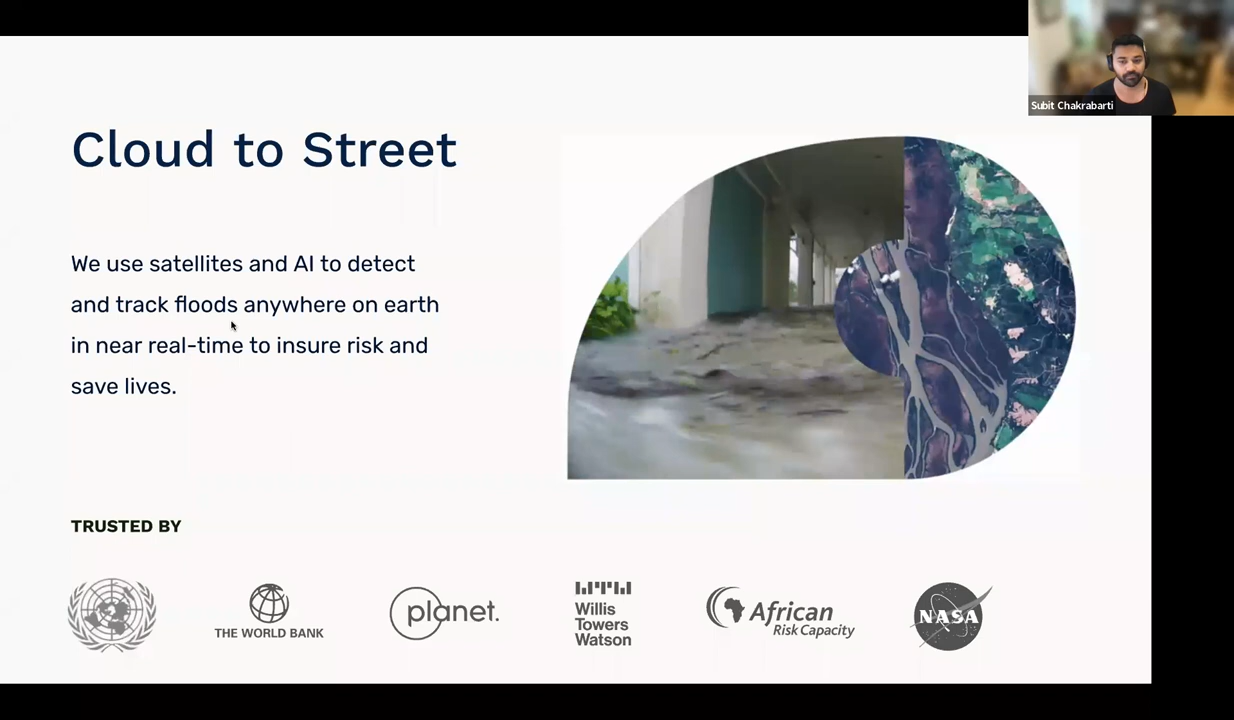 Subit Chakrabarti
Cloud to Street
We use satellites and AI to detect
and track floods anywhere on earth
in near real-time to insure risk and
save lives.
TRUSTED BY
THE WORLD BANK
planet.
Willis
Towers
Watson
African
Risk Capacity
NASA